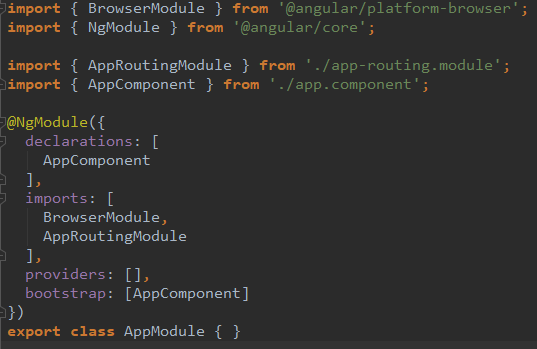 import { BrowserModule } from '@angular/platform-browser';
import { NgModule } from '@angular/core';
import { AppRoutingModule } from './app-routing.module';
import { AppComponent } from './app.component';
@NgModule({
declarations: [
AppComponent
],
imports: [
BrowserModule,
AppRoutingModule
],
providers: [],
bootstrap: [AppComponent]
})
export class AppModule { }